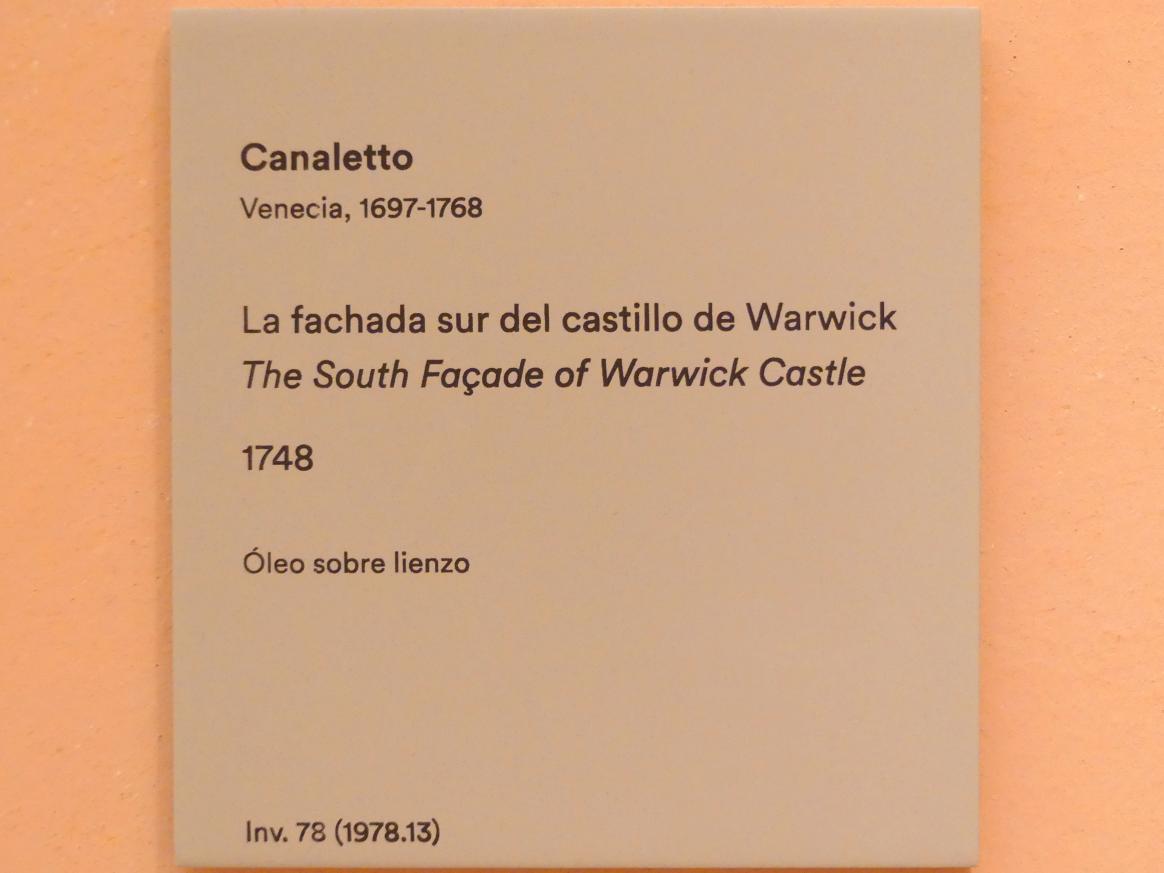 Canaletto
Venecia, 1697-1768
La fachada sur del castillo de Warwick
The South Façade of Warwick Castle
1748
Óleo sobre lienzo
Inv. 78 (1978.13)